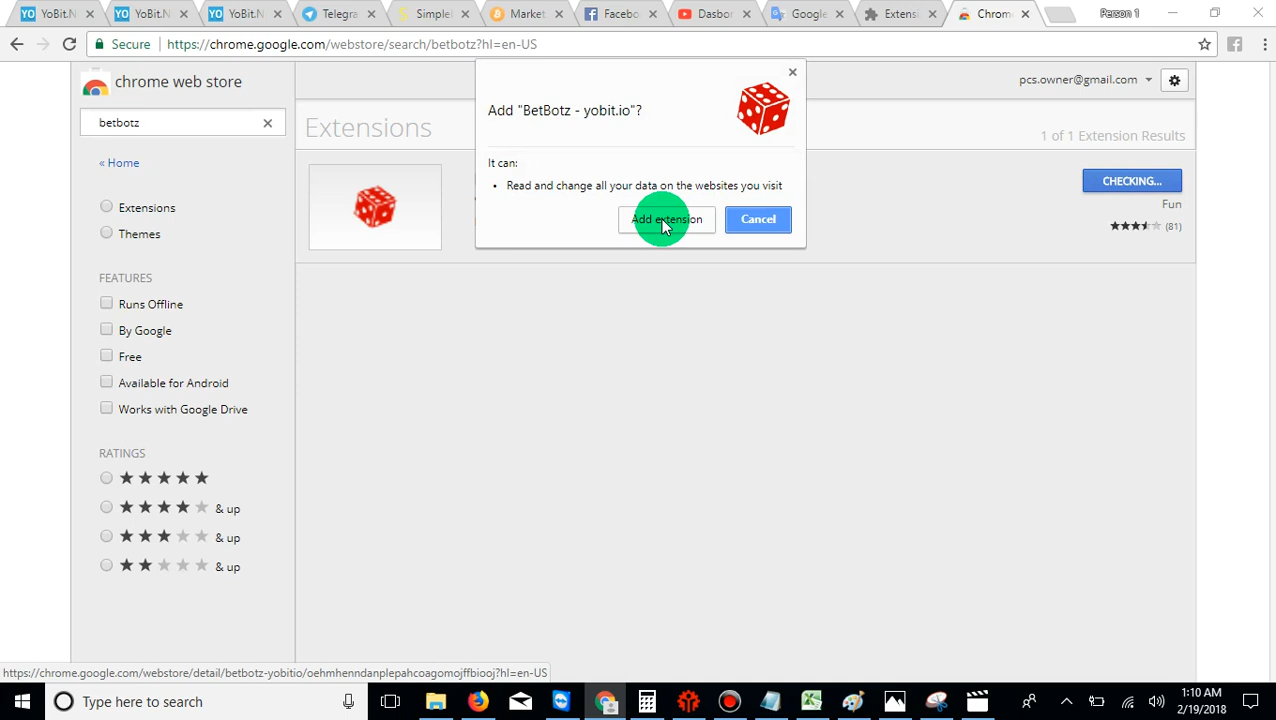 YoBit.N
YoBit.N
YoBit.N
Telegra
Simplel
Market
Facebo
Dasbo
Google
Extensi
Chrom
Person 1
Secure
https://chrome.google.com/webstore/search/betbotz?hl=en-US
chrome web store
pcs.owner@gmail.com
Add "BetBotz - yobit.io"?
betbotz
Extensions
1 of 1 Extension Results
« Home
It can:
• Read and change all your data on the websites you visit
CHECKING...
Fun
(81)
Add extension
Cancel
Extensions
Themes
FEATURES
Runs Offline
By Google
Free
Available for Android
Works with Google Drive
RATINGS
& up
& up
& up
https://chrome.google.com/webstore/detail/betbotz-yobitio/oehmhenndanplepahcoagomojffbiooj?hl=en-US
Type here to search
1:10 AM
2/19/2018